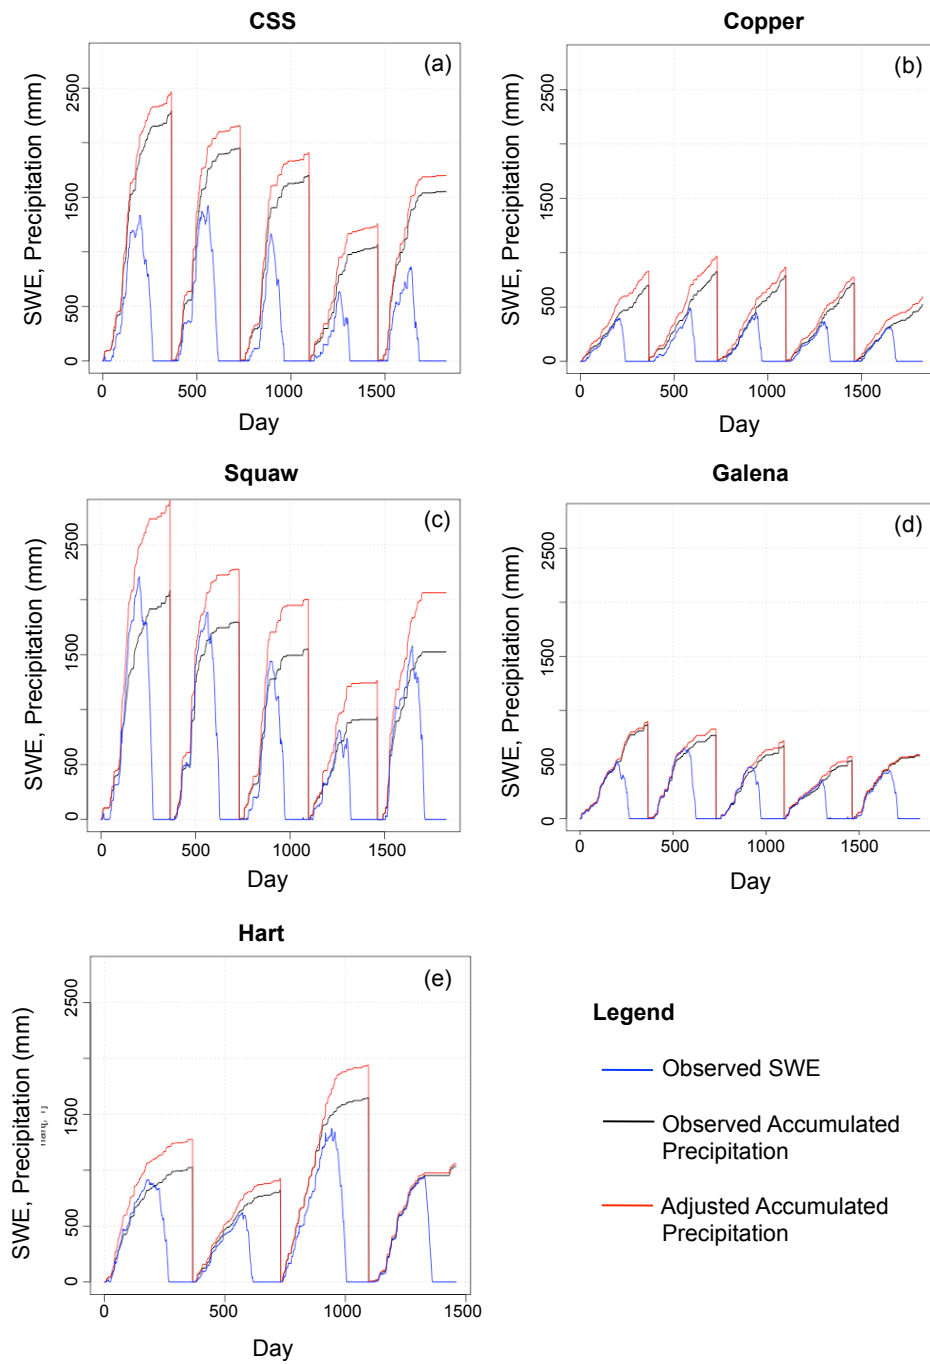 CSS
(a)
SWE, Precipitation (mm)
0 500 1500 2500
0 500 1000 1500
Day
Copper
(b)
SWE, Precipitation (mm)
0 500 1500 2500
0 500 1000 1500
Day
Squaw
(c)
SWE, Precipitation (mm)
0 500 1500 2500
0 500 1000 1500
Day
Galena
(d)
SWE, Precipitation (mm)
0 500 1500 2500
0 500 1000 1500
Day
Hart
(e)
SWE, Precipitation (mm)
0 500 1500 2500
0 500 1000 1500
Day
Legend
Observed SWE
Observed Accumulated
Precipitation
Adjusted Accumulated
Precipitation